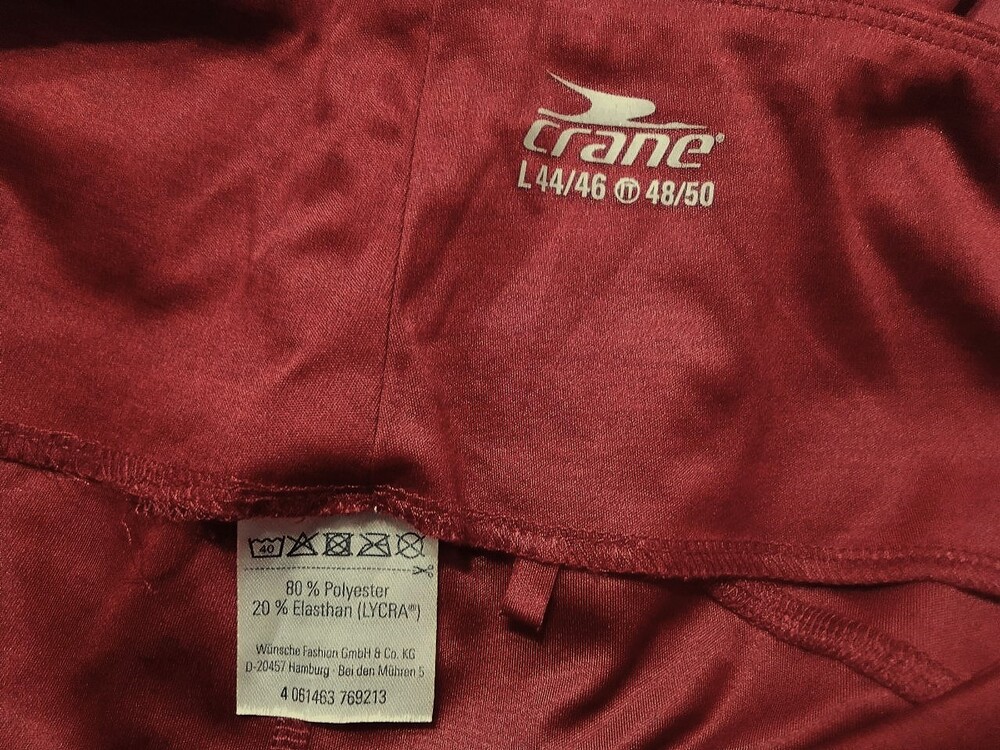 crane®
L 44/46 IT 48/50
40
80 % Polyester
20 % Elasthan (LYCRA®)
Wünsche Fashion GmbH & Co. KG
D-20457 Hamburg · Bei den Mühren 5
4 061463 769213